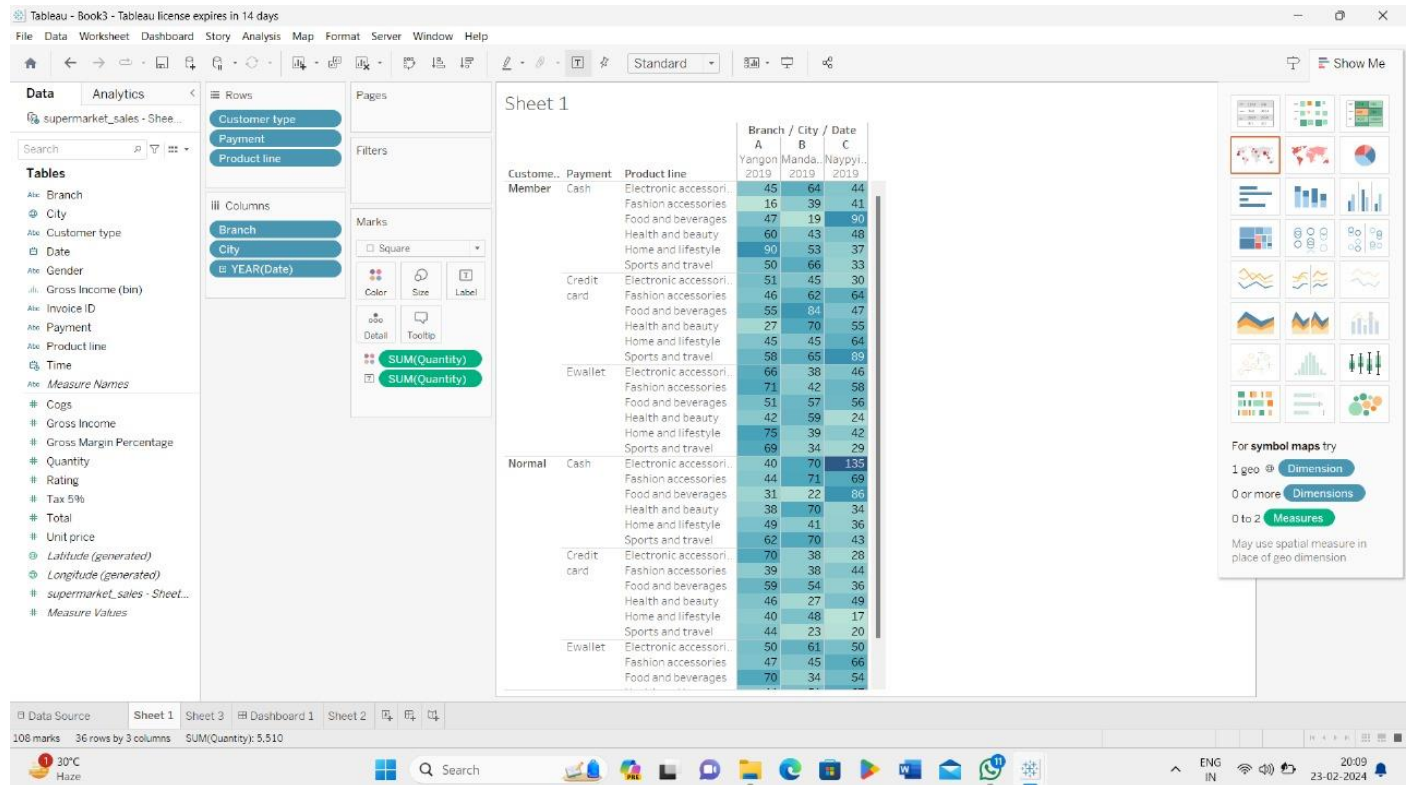 Tableau - Book3 - Tableau license expires in 14 days
File Data Worksheet Dashboard Story Analysis Map Format Server Window Help
Standard
Show Me
Data Analytics
supermarket_sales - Shee...
Search
Tables
Abc Branch
City
Abc Customer type
Date
Abc Gender
Gross Income (bin)
Abc Invoice ID
Abc Payment
Abc Product line
Time
Abc Measure Names
# Cogs
# Gross Income
# Gross Margin Percentage
# Quantity
# Rating
# Tax 5%
# Total
# Unit price
Latitude (generated)
Longitude (generated)
# supermarket_sales - Sheet...
# Measure Values
Rows
Customer type
Payment
Product line
Columns
Branch
City
YEAR(Date)
Pages
Filters
Marks
Square
Color Size Label
Detail Tooltip
SUM(Quantity)
SUM(Quantity)
Sheet 1
Branch / City / Date
A B C
Yangon Manda.. Naypyi..
Custome.. Payment Product line 2019 2019 2019
Member Cash Electronic accessori.. 45 64 44
Fashion accessories 16 39 41
Food and beverages 47 19 90
Health and beauty 60 43 48
Home and lifestyle 90 53 37
Sports and travel 50 66 33
Credit Electronic accessori.. 51 45 30
card Fashion accessories 46 62 64
Food and beverages 55 84 47
Health and beauty 27 70 55
Home and lifestyle 45 45 64
Sports and travel 58 65 89
Ewallet Electronic accessori.. 66 38 46
Fashion accessories 71 42 58
Food and beverages 51 57 56
Health and beauty 42 59 24
Home and lifestyle 75 39 42
Sports and travel 69 34 29
Normal Cash Electronic accessori.. 40 70 135
Fashion accessories 44 71 69
Food and beverages 31 22 86
Health and beauty 38 70 34
Home and lifestyle 49 41 36
Sports and travel 62 70 43
Credit Electronic accessori.. 70 38 28
card Fashion accessories 39 38 44
Food and beverages 59 54 36
Health and beauty 46 27 49
Home and lifestyle 40 48 17
Sports and travel 44 23 20
Ewallet Electronic accessori.. 50 61 50
Fashion accessories 47 45 66
Food and beverages 70 34 54
For symbol maps try
1 geo Dimension
0 or more Dimensions
0 to 2 Measures
May use spatial measure in
place of geo dimension
Data Source Sheet 1 Sheet 3 Dashboard 1 Sheet 2
108 marks 36 rows by 3 columns SUM(Quantity): 5,510
1 30°C
Haze
Search
PRE
11
ENG
IN
20:09
23-02-2024